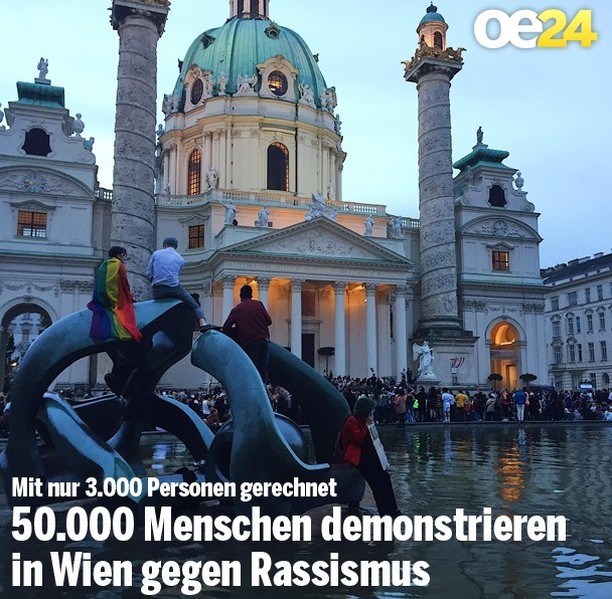 oe24
Mit nur 3.000 Personen gerechnet
50.000 Menschen demonstrieren
in Wien gegen Rassismus